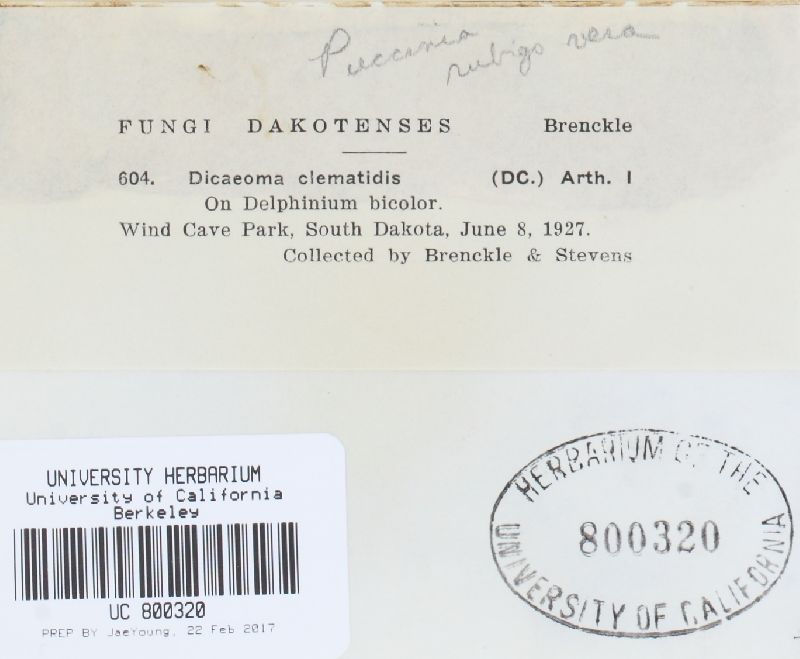 Puccinia
rubigo vera
FUNGI DAKOTENSES Brenckle
604. Dicaeoma clematidis (DC.) Arth. I
On Delphinium bicolor.
Wind Cave Park, South Dakota, June 8, 1927.
Collected by Brenckle & Stevens
UNIVERSITY HERBARIUM
University of California
Berkeley
UC 800320
PREP BY JaeYoung, 22 Feb 2017
HERBARIUM OF THE
800320
UNIVERSITY OF CALIFORNIA